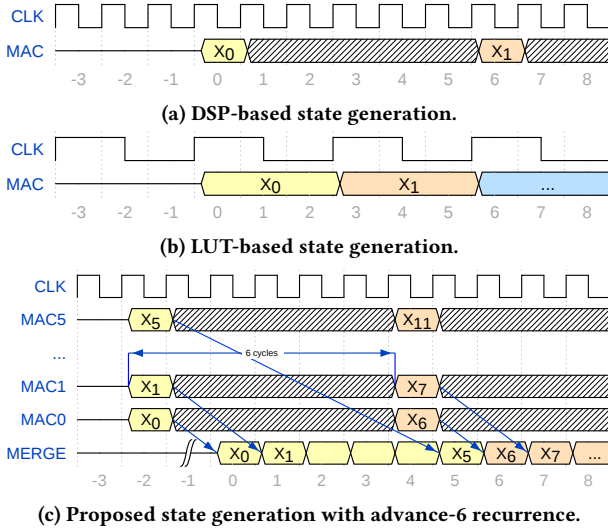 CLK
MAC X0 X1
-3 -2 -1 0 1 2 3 4 5 6 7 8
(a) DSP-based state generation.
CLK
MAC X0 X1 ...
-3 -2 -1 0 1 2 3 4 5 6 7 8
(b) LUT-based state generation.
CLK
MAC5 X5 X11
... 6 cycles
MAC1 X1 X7
MAC0 X0 X6
MERGE X0 X1 X5 X6 X7 ...
-3 -2 -1 0 1 2 3 4 5 6 7 8
(c) Proposed state generation with advance-6 recurrence.